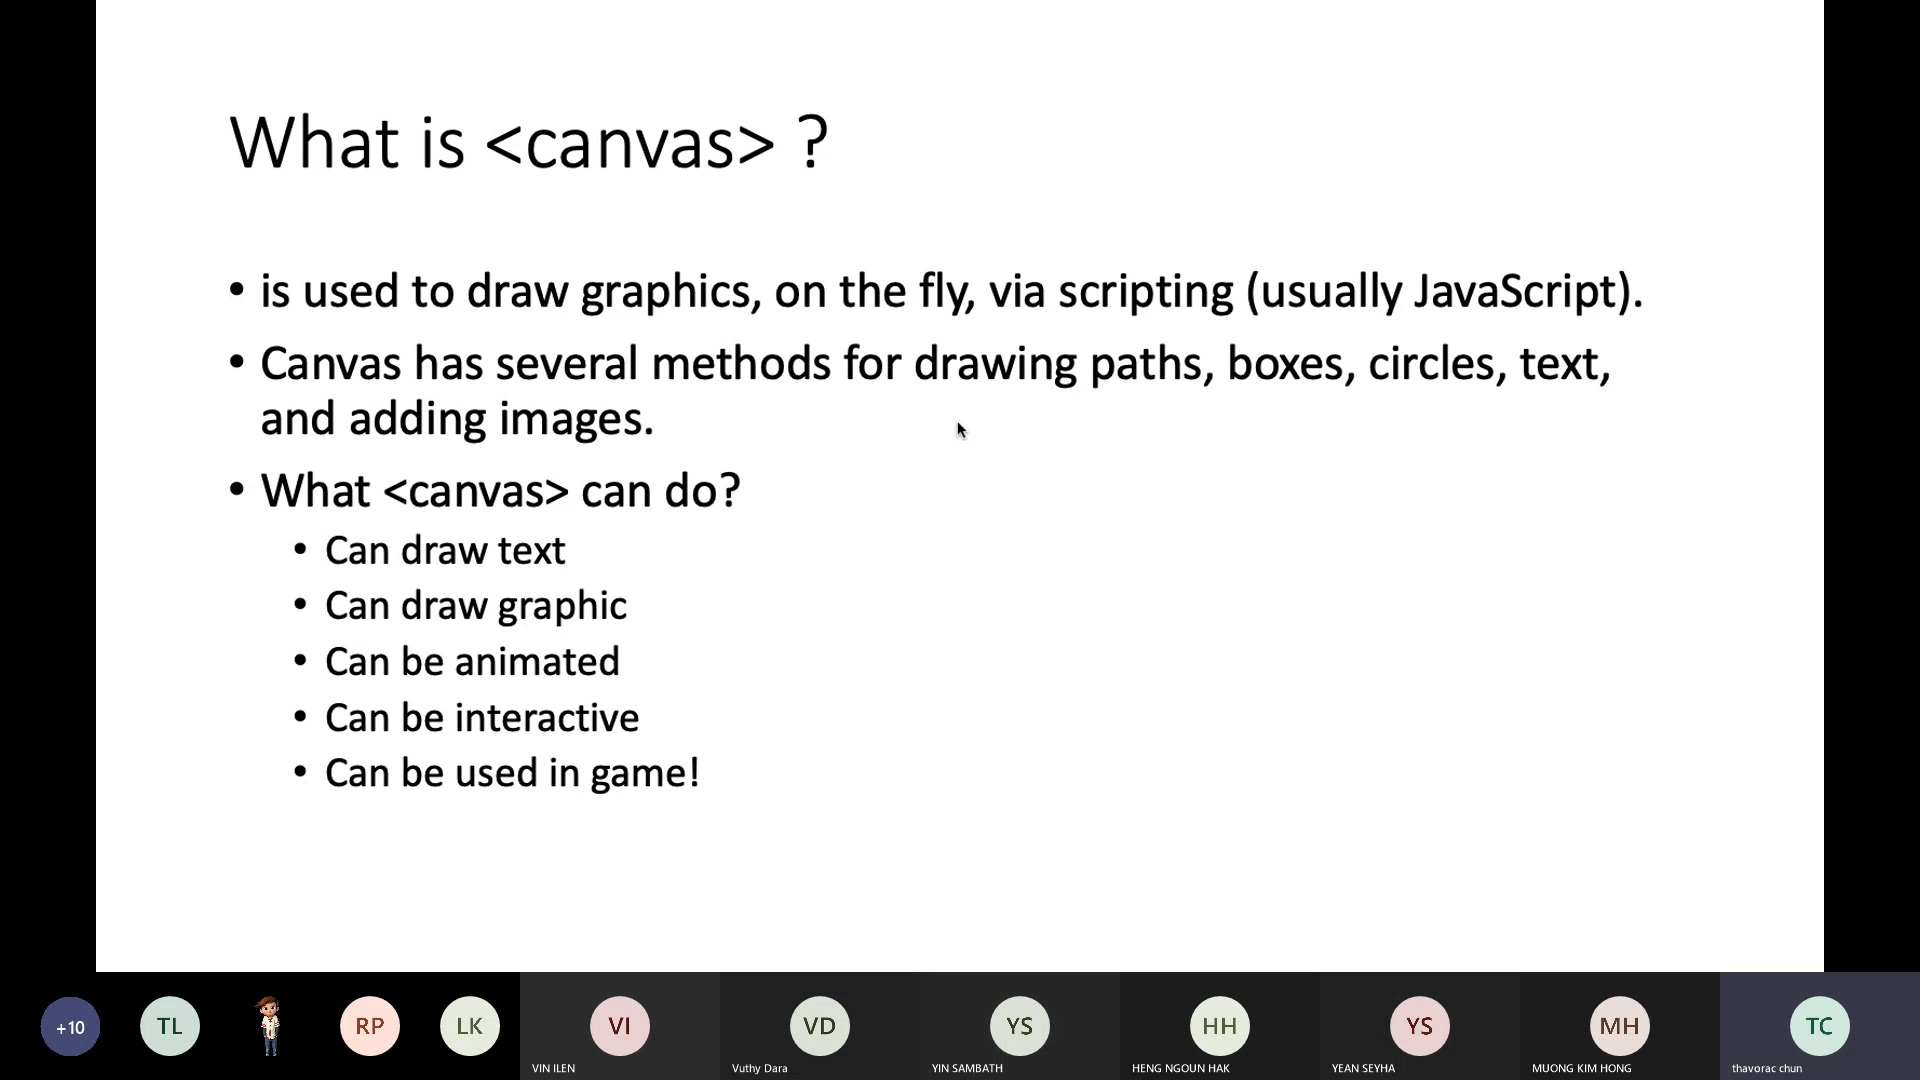 What is <canvas> ?
• is used to draw graphics, on the fly, via scripting (usually JavaScript).
• Canvas has several methods for drawing paths, boxes, circles, text,
and adding images.
• What <canvas> can do?
• Can draw text
• Can draw graphic
• Can be animated
• Can be interactive
• Can be used in game!
+10
TL
RP
LK
VI
VD
YS
HH
YS
MH
TC
VIN ILEN
Vuthy Dara
YIN SAMBATH
HENG NGOUN HAK
YEAN SEYHA
MUONG KIM HONG
thavorac chun